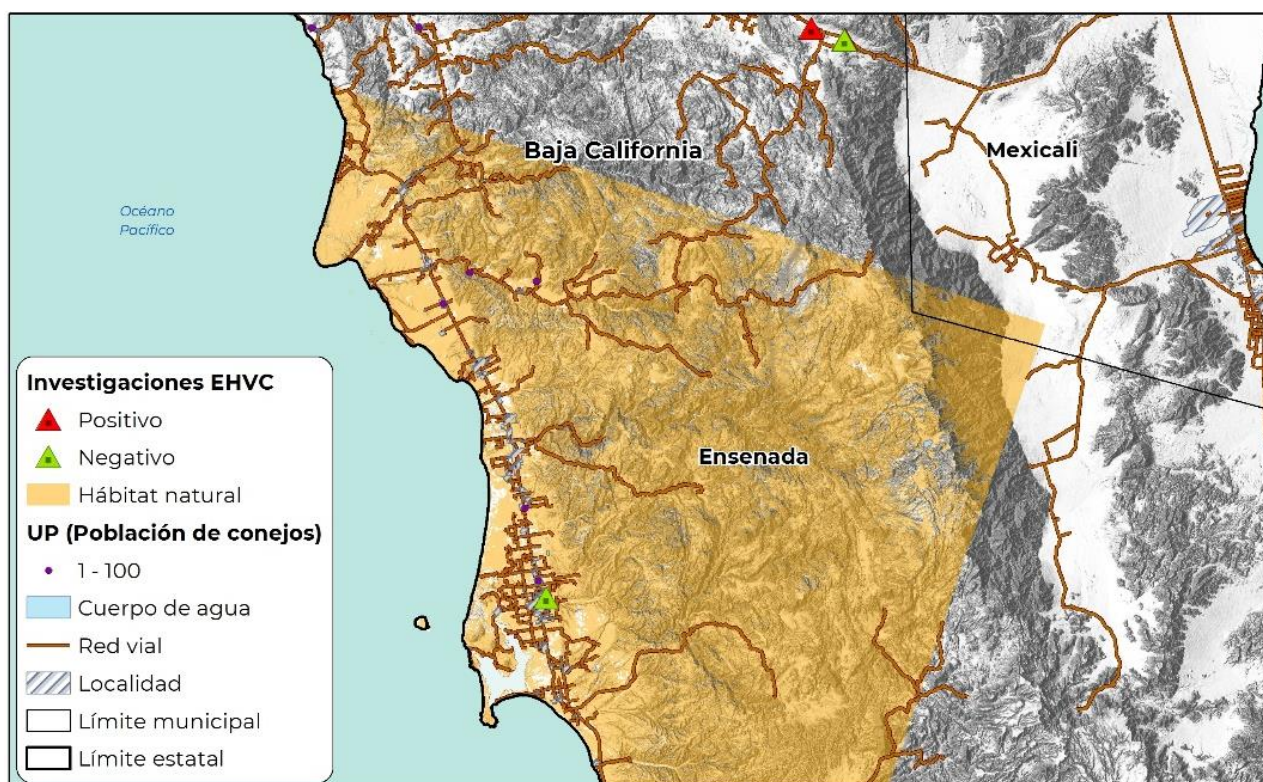 Baja California
Mexicali
Océano
Pacífico
Ensenada
Investigaciones EHVC
Positivo
Negativo
Hábitat natural
UP (Población de conejos)
1 - 100
Cuerpo de agua
Red vial
Localidad
Límite municipal
Límite estatal